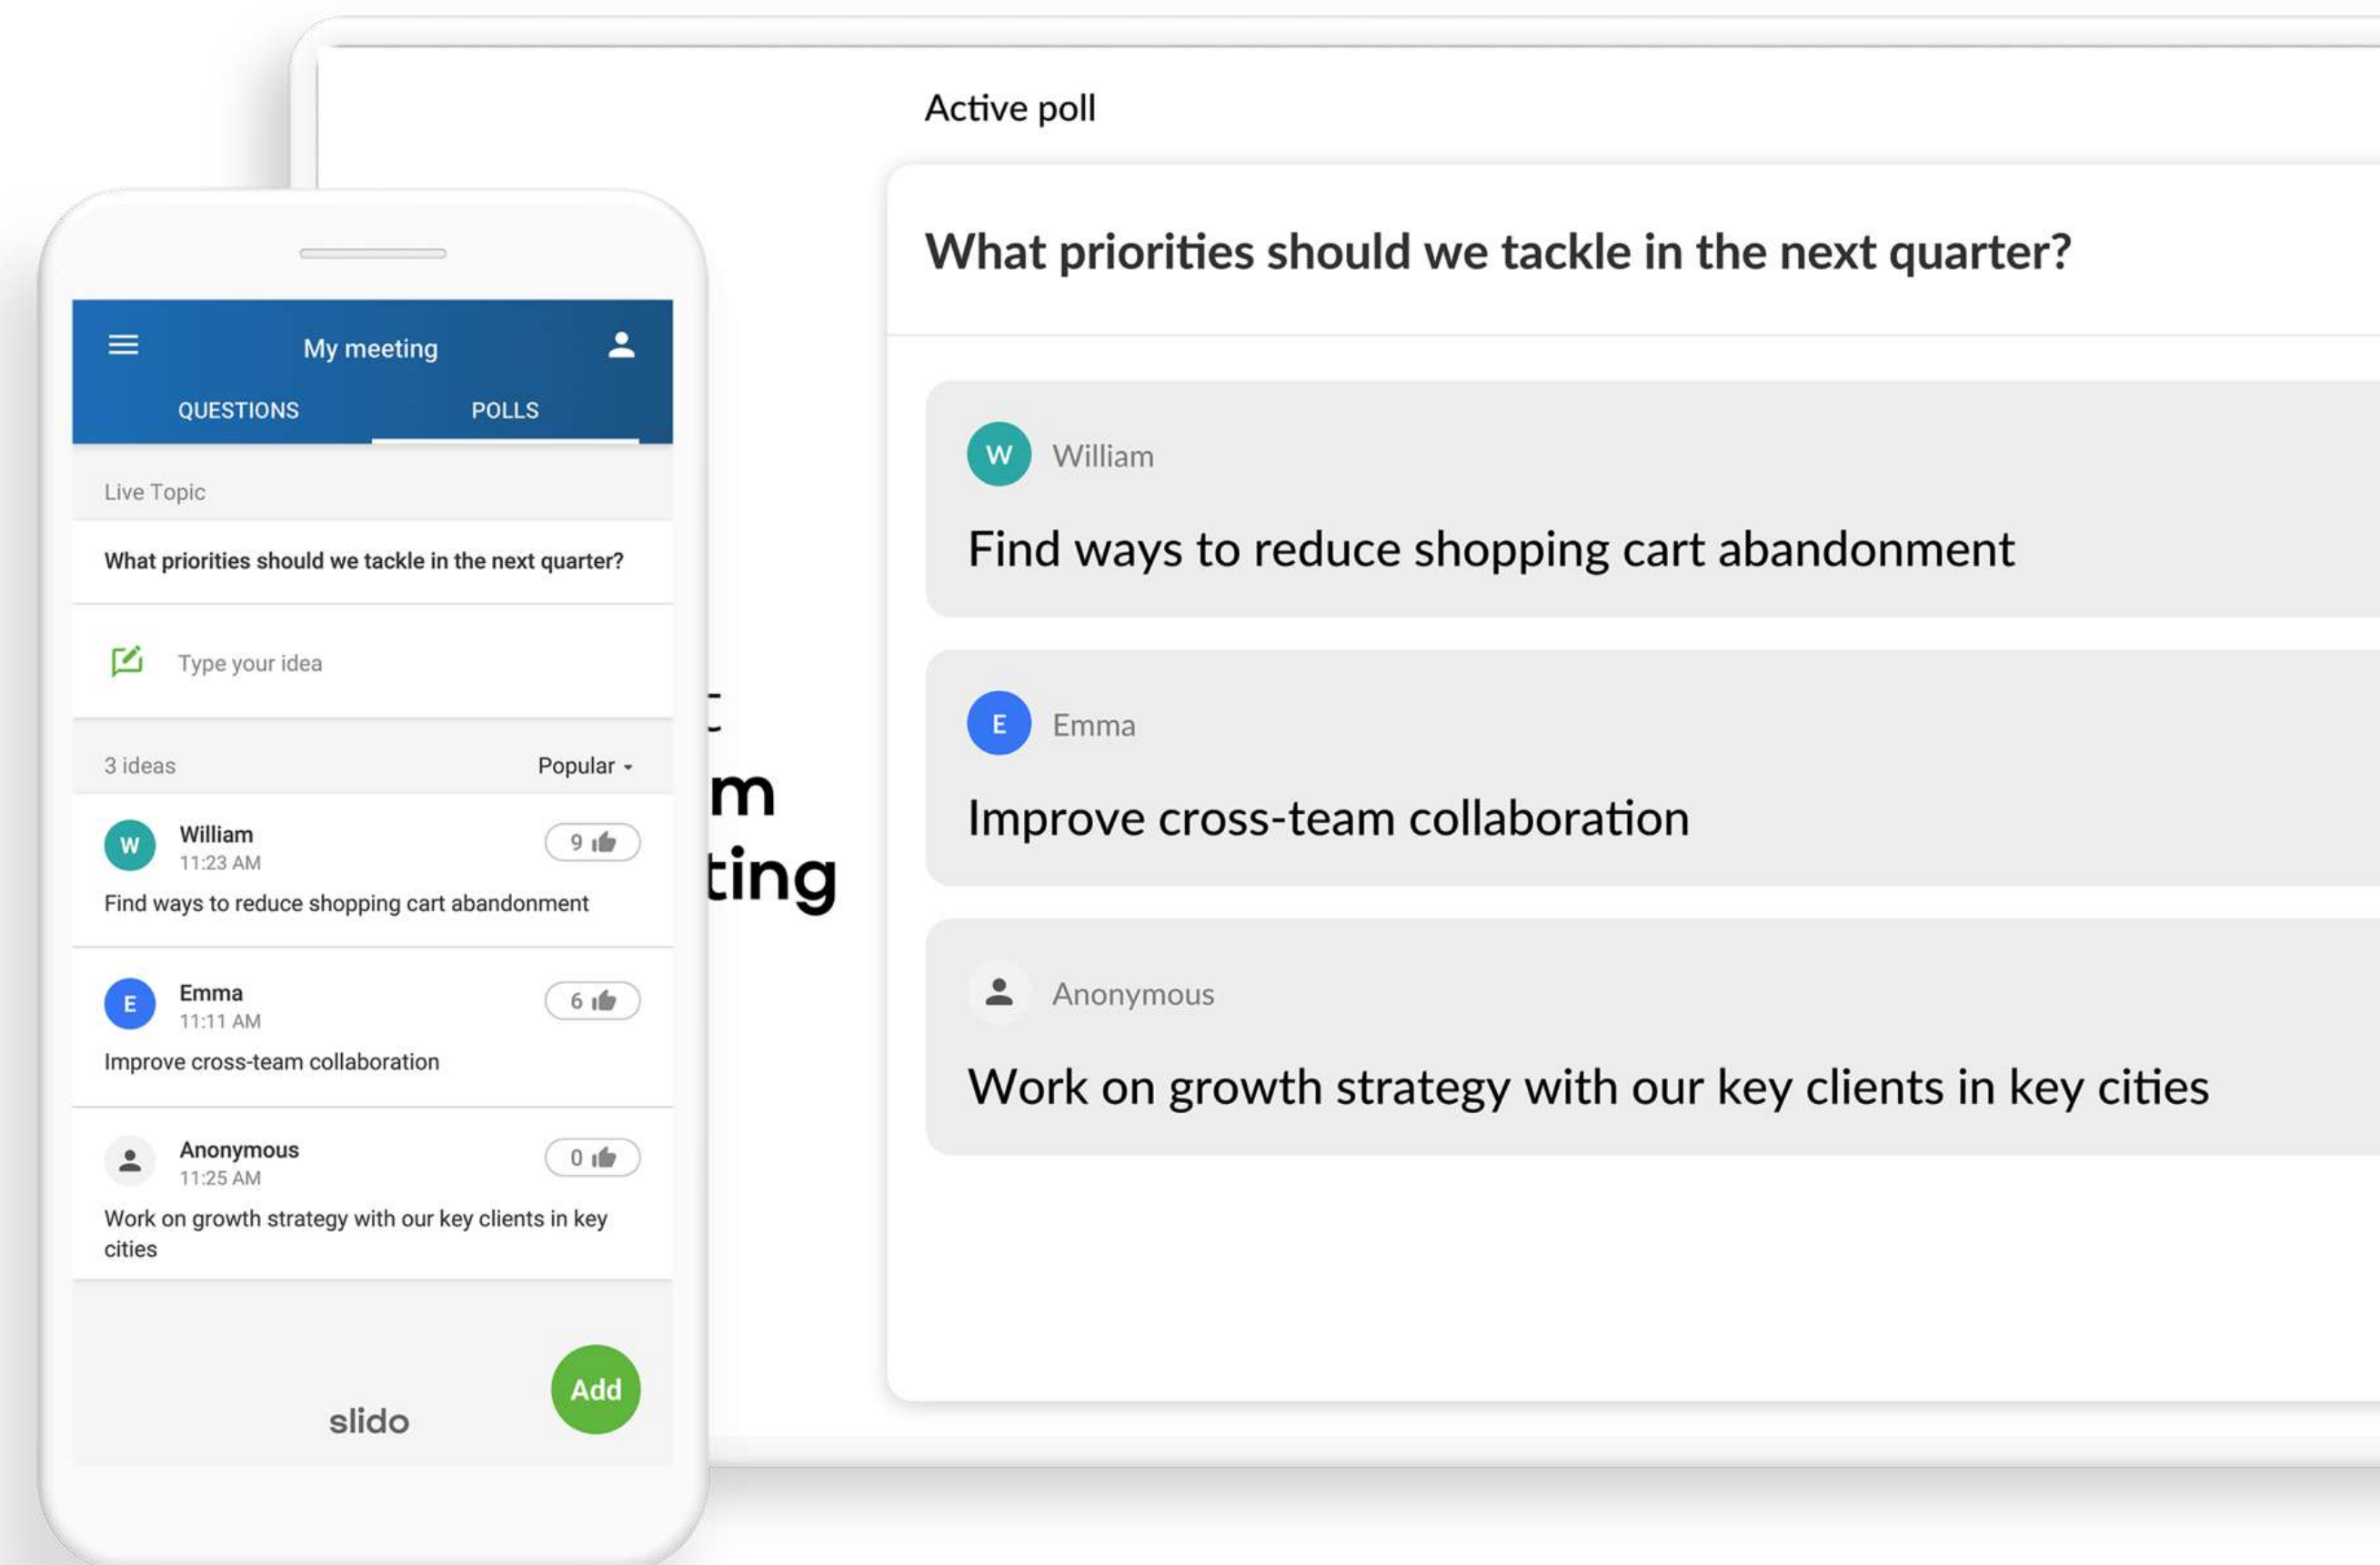 My meeting
QUESTIONS POLLS
Live Topic
What priorities should we tackle in the next quarter?
Type your idea
3 ideas Popular
W William 9
11:23 AM
Find ways to reduce shopping cart abandonment
E Emma 6
11:11 AM
Improve cross-team collaboration
Anonymous 0
11:25 AM
Work on growth strategy with our key clients in key
cities
Add
slido
Active poll
What priorities should we tackle in the next quarter?
W William
Find ways to reduce shopping cart abandonment
E Emma
Improve cross-team collaboration
Anonymous
Work on growth strategy with our key clients in key cities